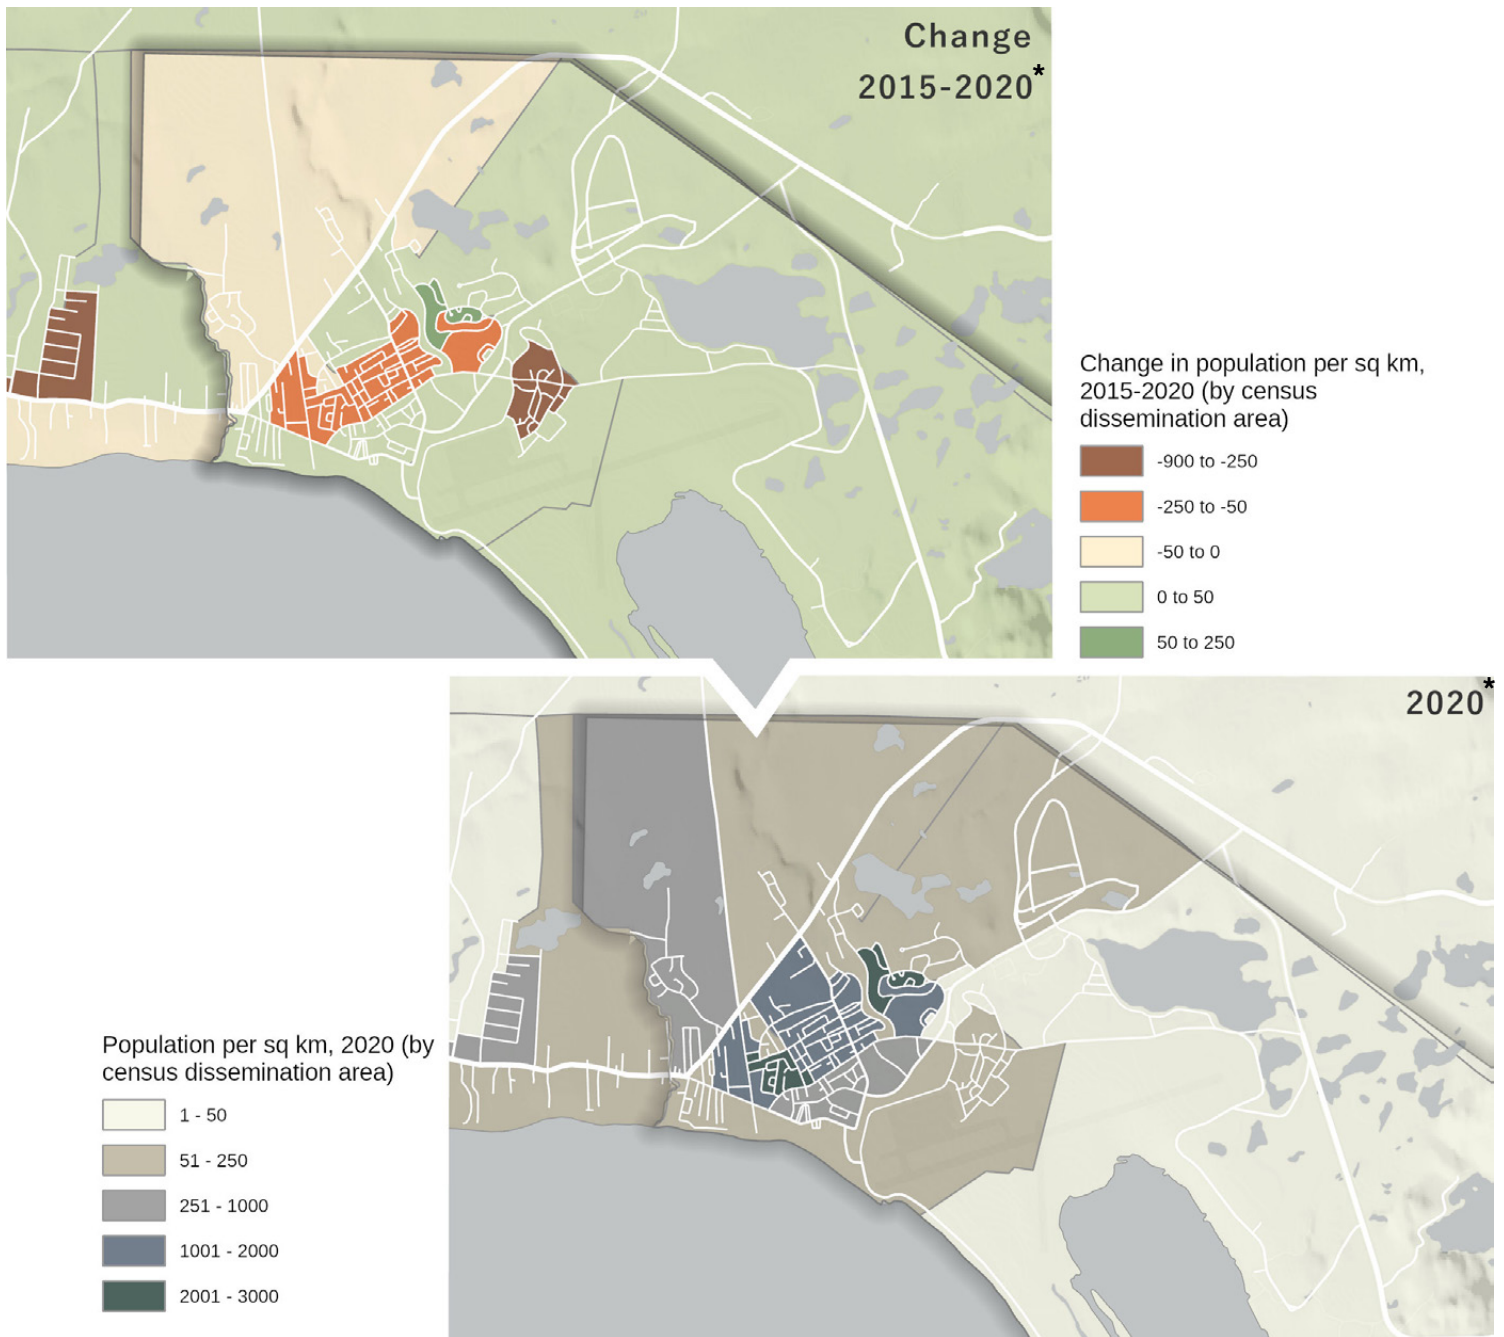 Change
2015-2020*
Change in population per sq km,
2015-2020 (by census
dissemination area)
-900 to -250
-250 to -50
-50 to 0
0 to 50
50 to 250
2020*
Population per sq km, 2020 (by
census dissemination area)
1 - 50
51 - 250
251 - 1000
1001 - 2000
2001 - 3000